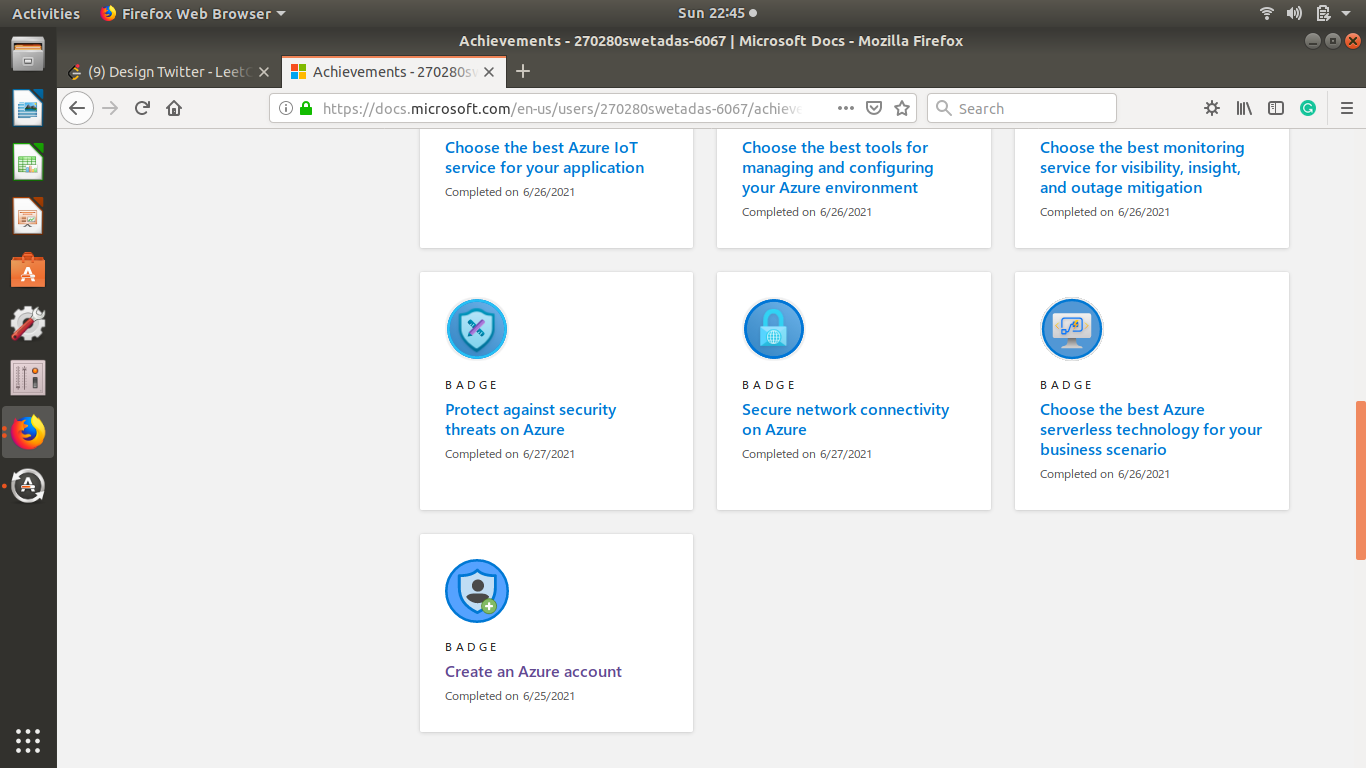 Activities
Firefox Web Browser
Sun 22:45
Achievements - 270280swetadas-6067 | Microsoft Docs - Mozilla Firefox
(9) Design Twitter - Leet
Achievements - 270280s
https://docs.microsoft.com/en-us/users/270280swetadas-6067/achieve
Search
Choose the best Azure IoT
service for your application
Completed on 6/26/2021
Choose the best tools for
managing and configuring
your Azure environment
Completed on 6/26/2021
Choose the best monitoring
service for visibility, insight,
and outage mitigation
Completed on 6/26/2021
BADGE
Protect against security
threats on Azure
Completed on 6/27/2021
BADGE
Secure network connectivity
on Azure
Completed on 6/27/2021
BADGE
Choose the best Azure
serverless technology for your
business scenario
Completed on 6/26/2021
BADGE
Create an Azure account
Completed on 6/25/2021